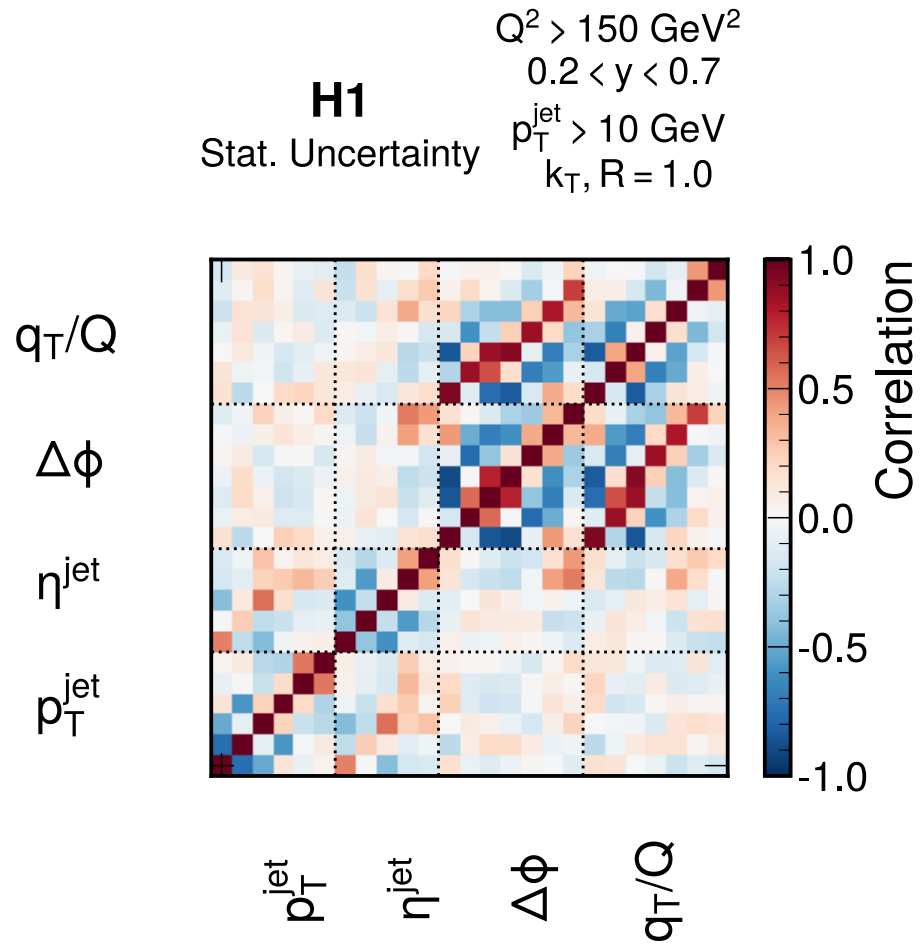 H1
Stat. Uncertainty
Q² > 150 GeV²
0.2 < y < 0.7
p_T^jet > 10 GeV
k_T, R = 1.0
q_T/Q
Δϕ
η^jet
p_T^jet
p_T^jet
η^jet
Δϕ
q_T/Q
1.0
0.5
0.0
-0.5
-1.0
Correlation